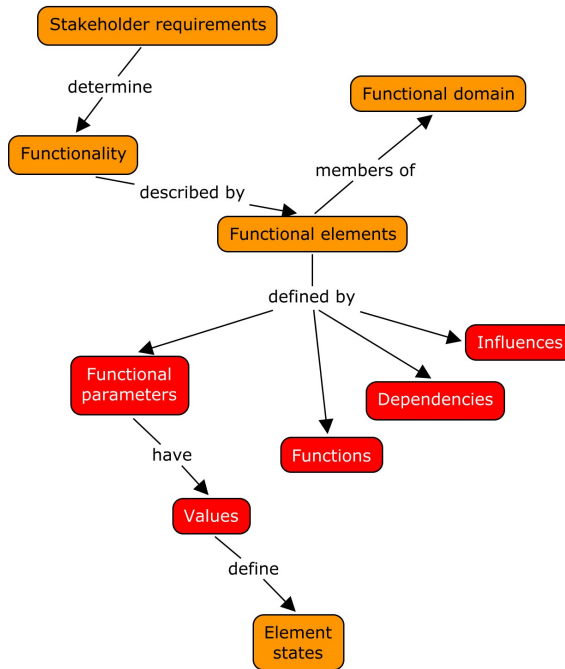 Stakeholder requirements
determine
Functional domain
Functionality
members of
described by
Functional elements
defined by
Influences
Functional
parameters
Dependencies
Functions
have
Values
define
Element
states